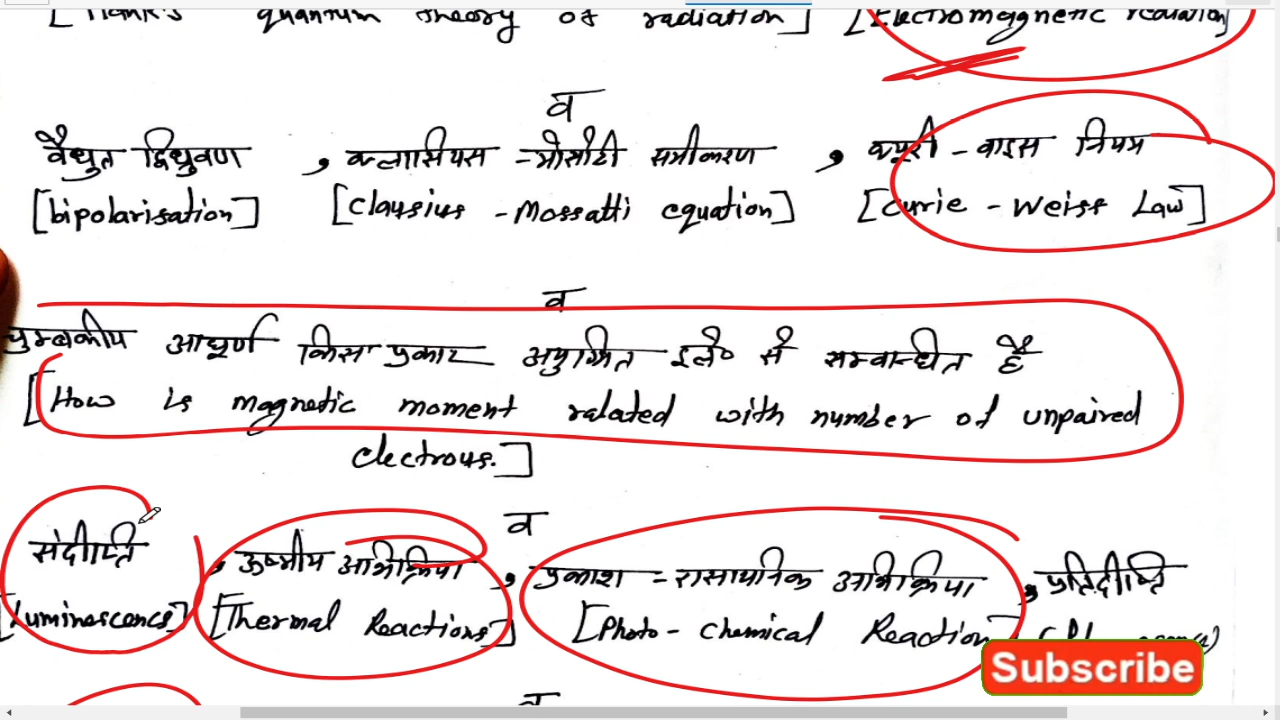 quantum theory of radiation] [Electromagnetic radiation]
व
वैधुत द्विध्रुवण , क्लासियस - मोसोटी समीकरण , क्यूरी - वाइस नियम
[bipolarisation] [Clausius - Mossatti equation] [Curie - Weiss Law]
व
चुम्बकीय आघूर्ण किस प्रकार अयुग्मित इले० से सम्बान्धित है
[How is magnetic moment ralated with number of unpaired
electrons.]
व
संदीप्ति , ऊष्मीय अभिक्रिया , प्रकाश - रासायनिक अभिक्रिया , प्रतिदीप्ति
[Luminescence] [Thermal Reactions] [Photo - Chemical Reaction]
Subscribe
व